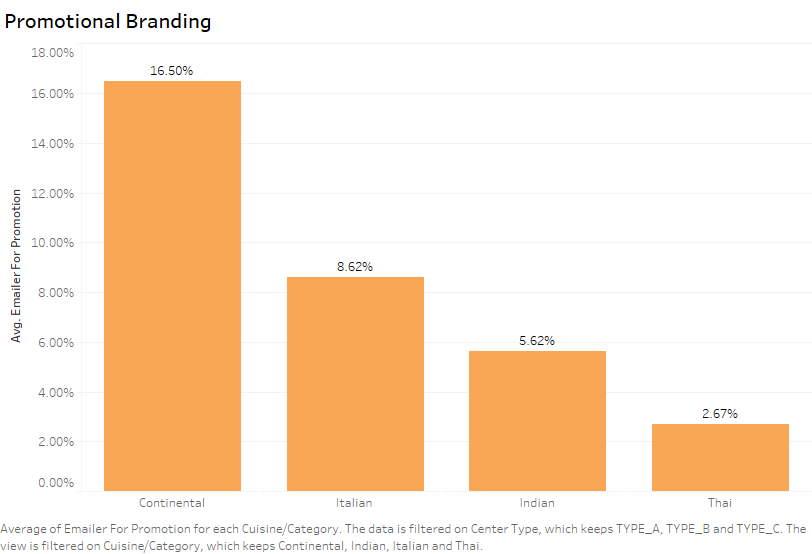 Promotional Branding
18.00%
16.00%
14.00%
12.00%
10.00%
8.00%
6.00%
4.00%
2.00%
0.00%
Avg. Emailer For Promotion
16.50%
8.62%
5.62%
2.67%
Continental
Italian
Indian
Thai
Average of Emailer For Promotion for each Cuisine/Category. The data is filtered on Center Type, which keeps TYPE_A, TYPE_B and TYPE_C. The
view is filtered on Cuisine/Category, which keeps Continental, Indian, Italian and Thai.